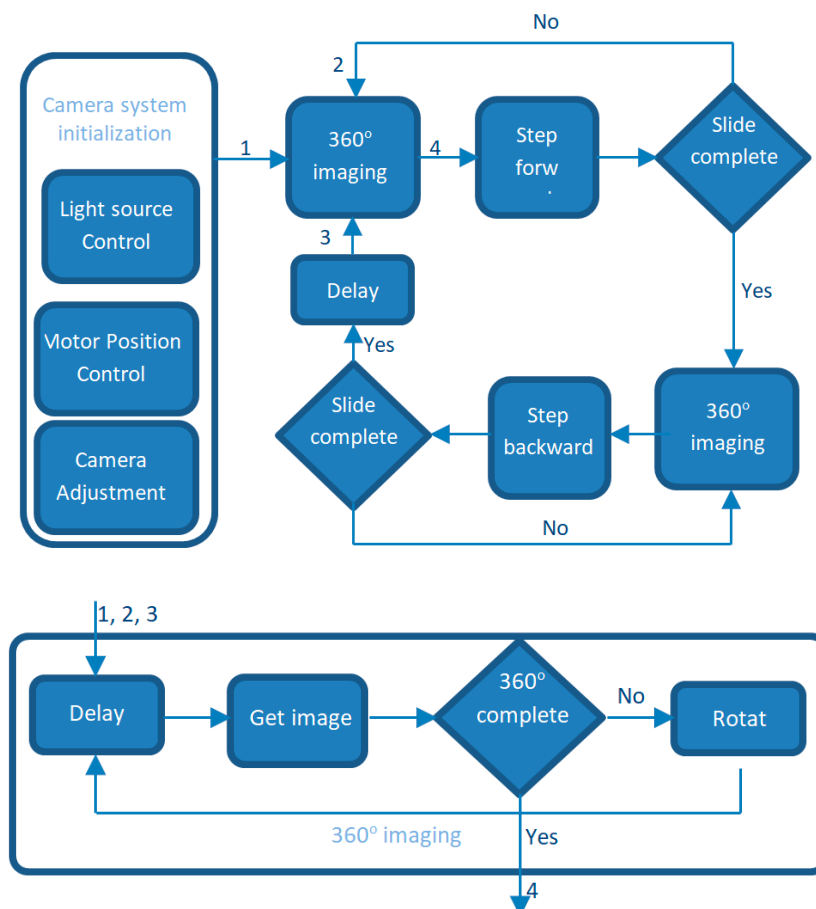 No
2
Camera system
initialization
1
360° 
imaging
4
Step
forw
Slide
complete
Light source
Control
3
Delay
Yes
Yes
Motor Position
Control
Slide
complete
Step
backward
360°
imaging
Camera
Adjustment
No
1, 2, 3
Delay
Get image
360°
complete
No
Rotat
360° imaging
Yes
4